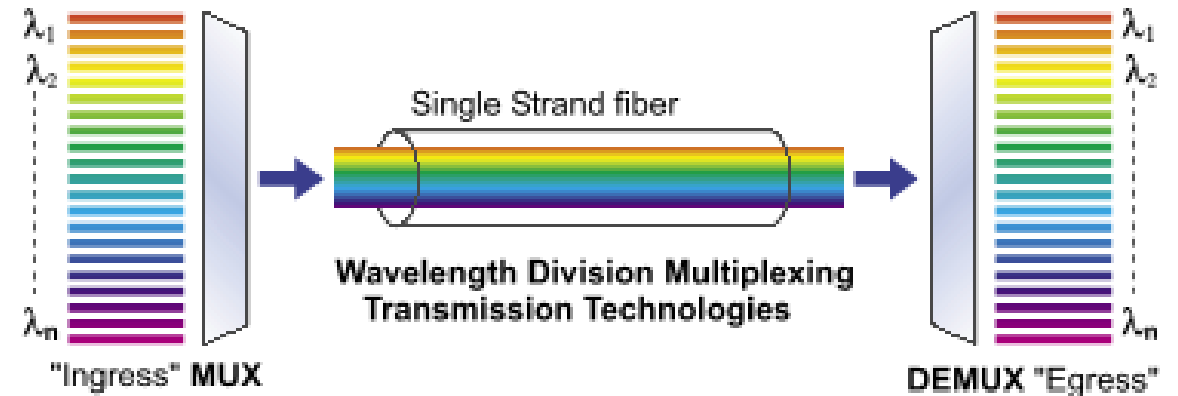 λ1
λ2
λn
"Ingress" MUX
Single Strand fiber
Wavelength Division Multiplexing
Transmission Technologies
λ1
λ2
λn
DEMUX "Egress"